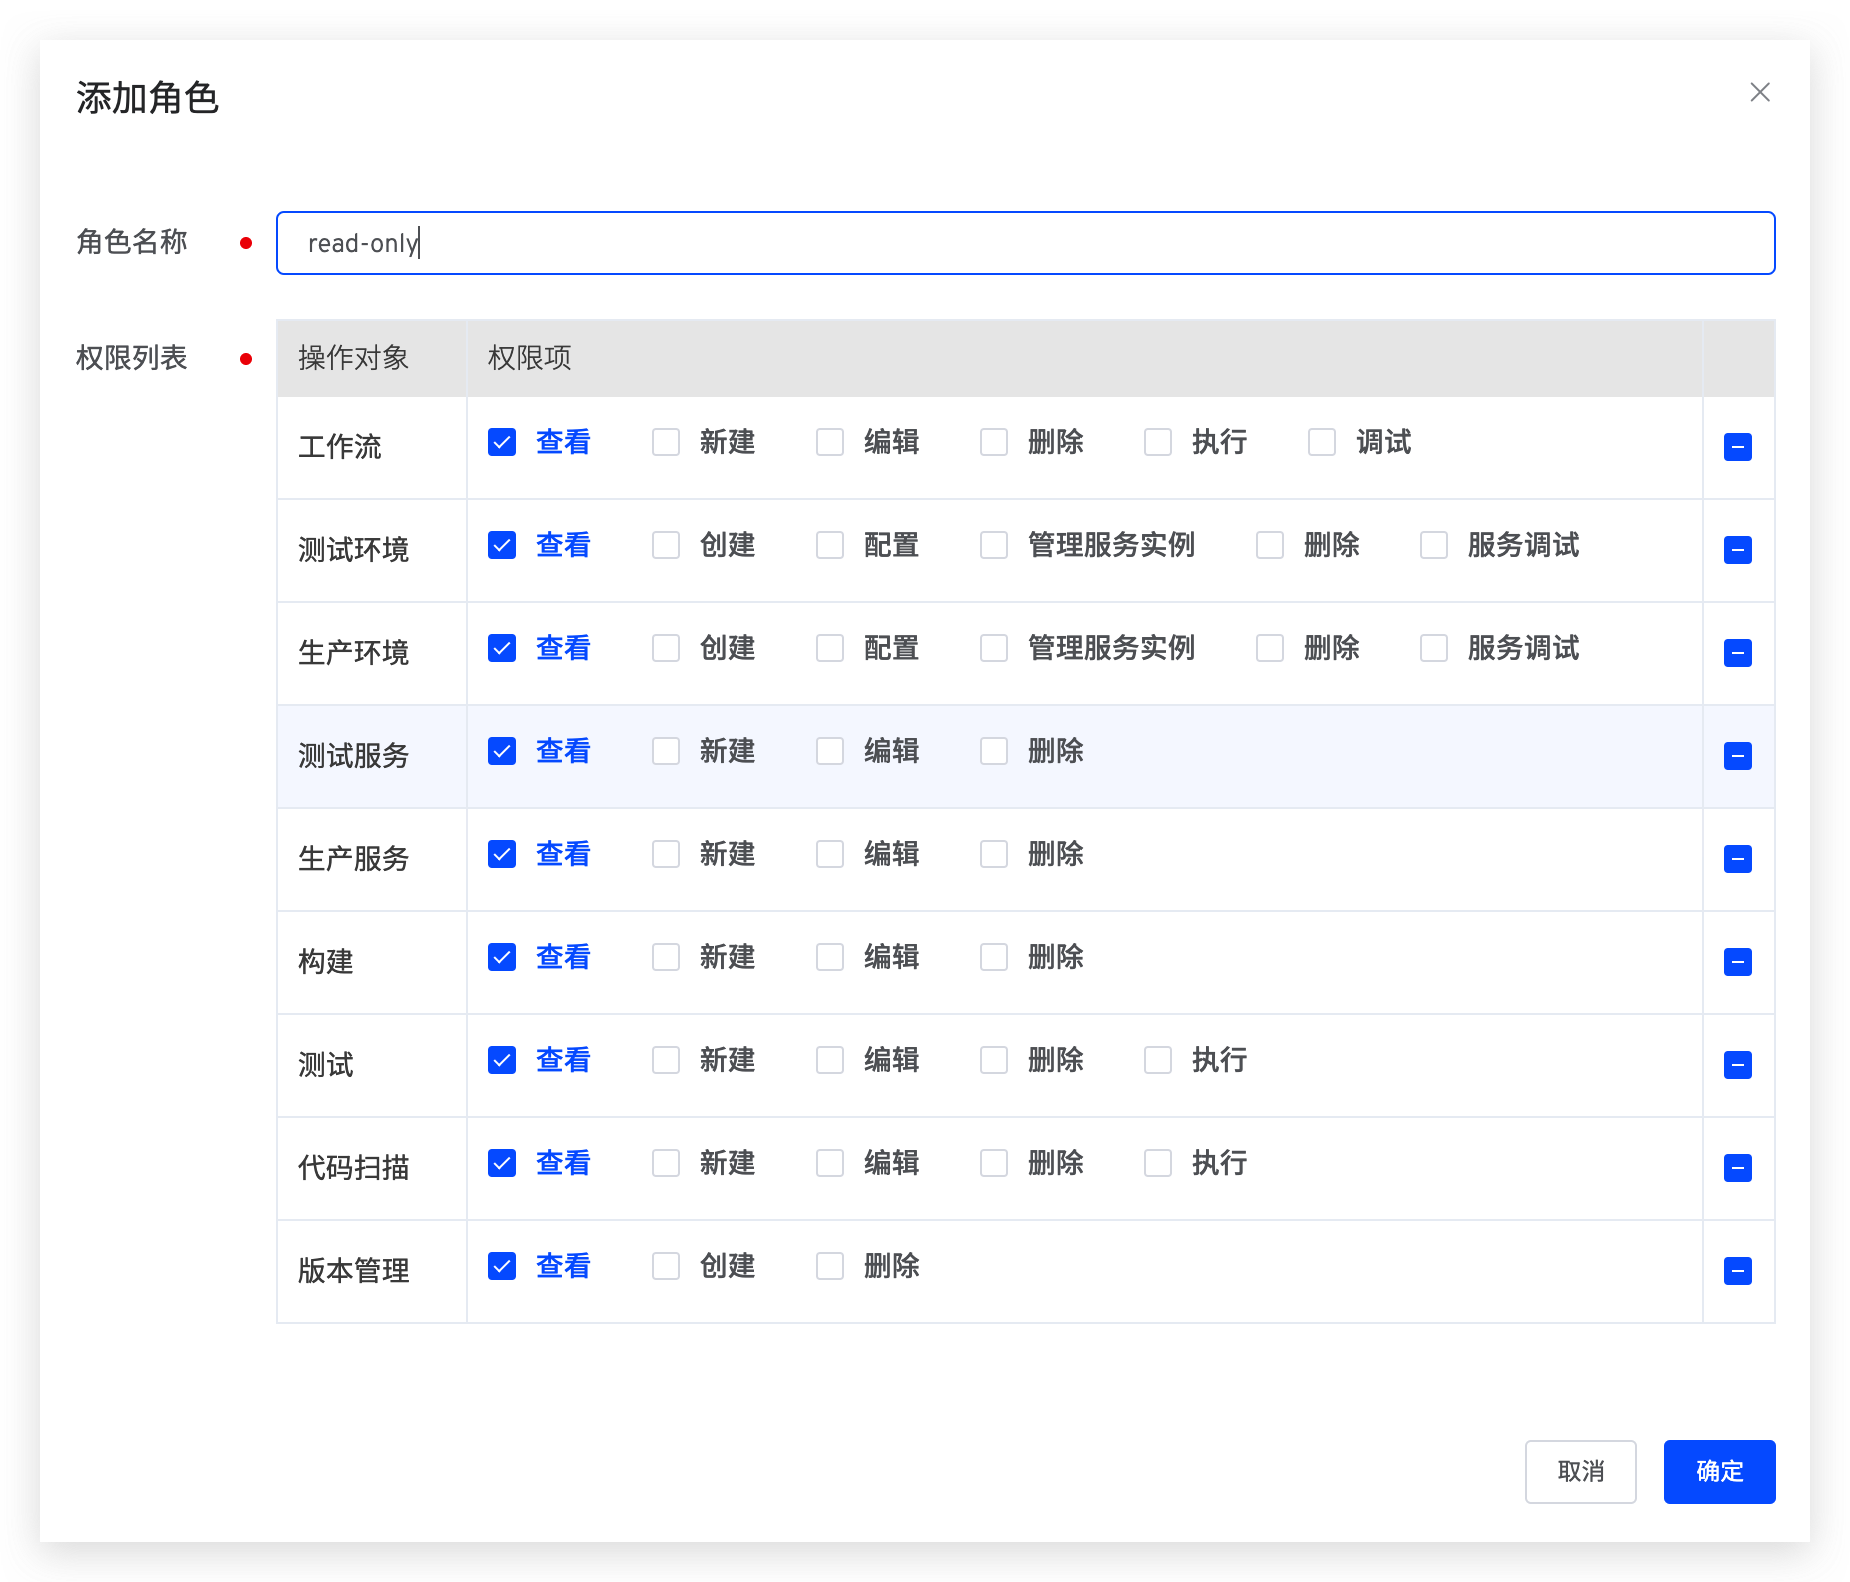 添加角色
角色名称
read-only
权限列表
操作对象 权限项
工作流 查看 新建 编辑 删除 执行 调试
测试环境 查看 创建 配置 管理服务实例 删除 服务调试
生产环境 查看 创建 配置 管理服务实例 删除 服务调试
测试服务 查看 新建 编辑 删除
生产服务 查看 新建 编辑 删除
构建 查看 新建 编辑 删除
测试 查看 新建 编辑 删除 执行
代码扫描 查看 新建 编辑 删除 执行
版本管理 查看 创建 删除
取消 确定